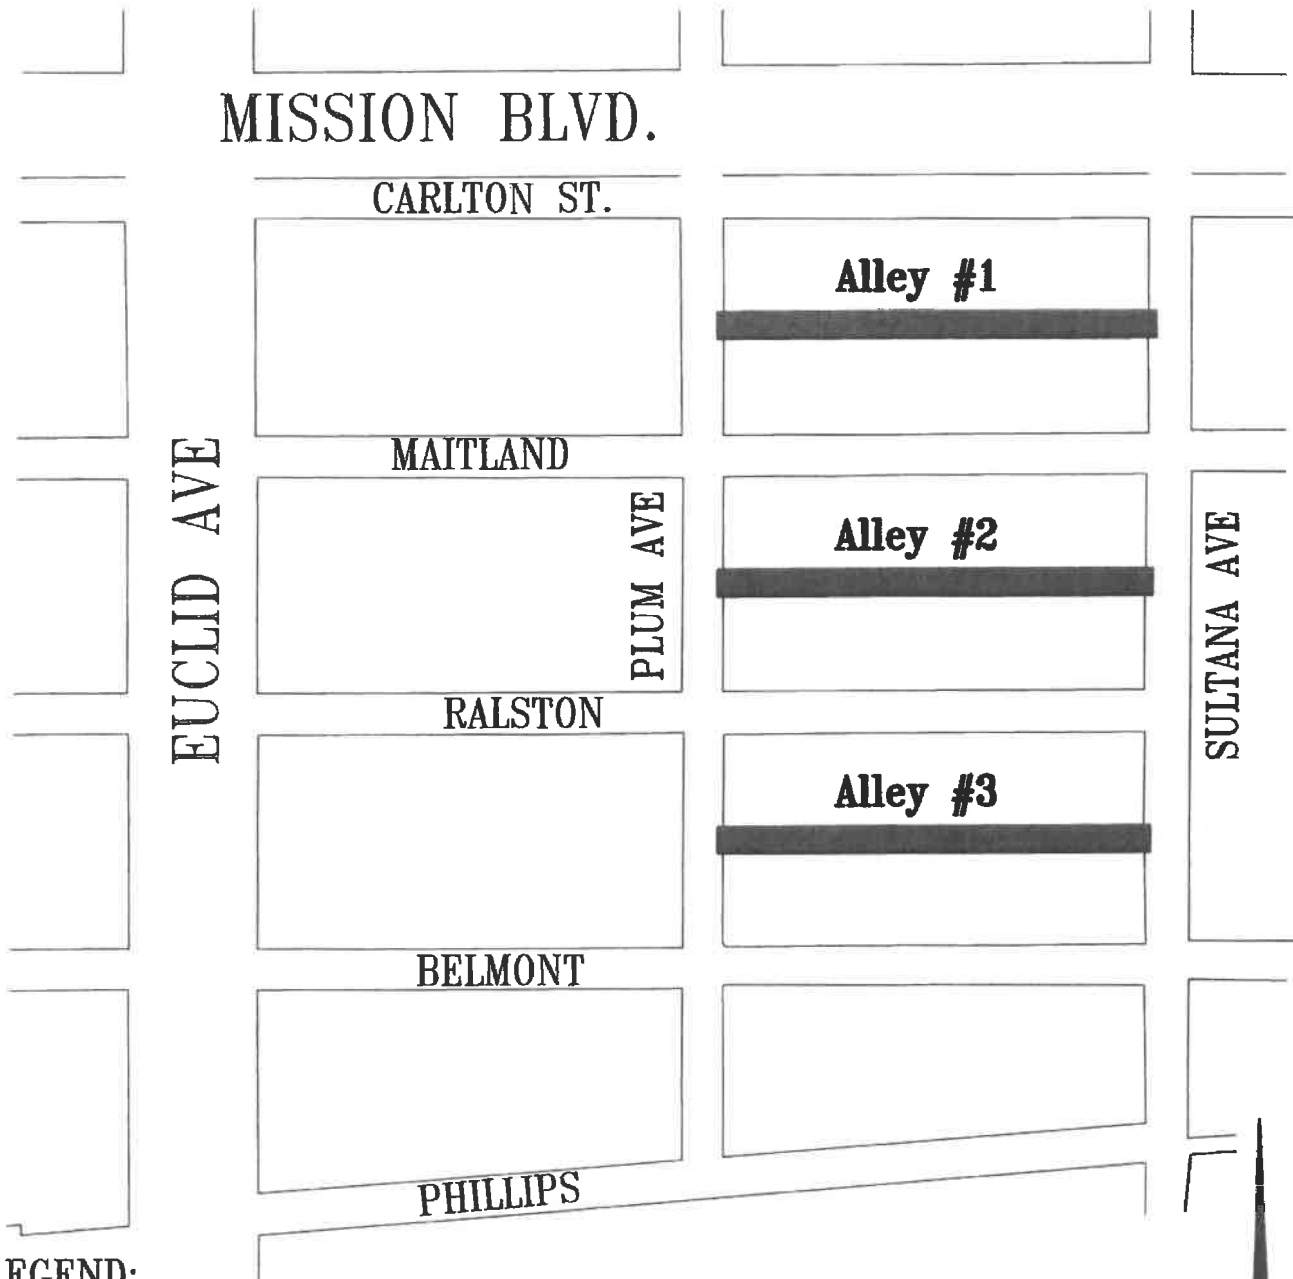 MISSION BLVD.
CARLTON ST.
Alley #1
MAITLAND
EUCLID AVE
PLUM AVE
Alley #2
SULTANA AVE
RALSTON
Alley #3
BELMONT
PHILLIPS
EGEND: